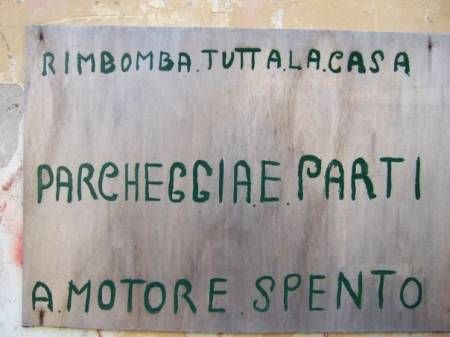 RIMBOMBA.TUTTA.LA.CASA
PARCHEGGIA.E.PARTI
A.MOTORE.SPENTO